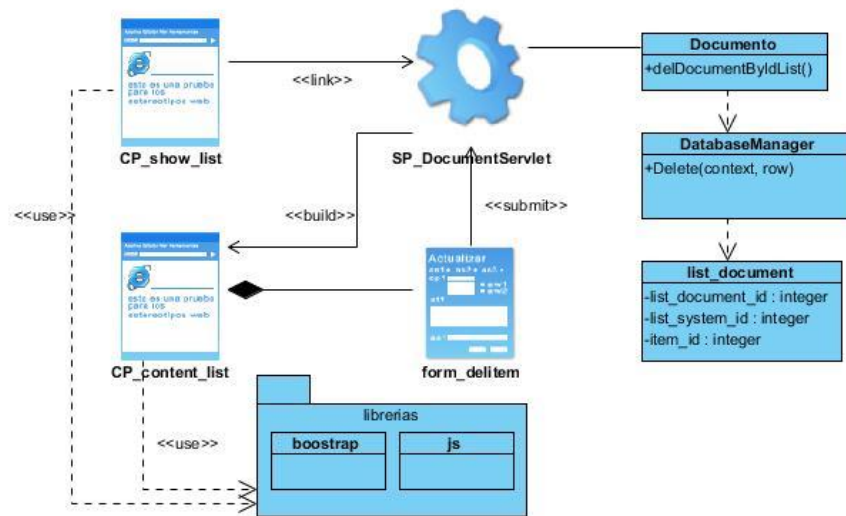 esta es una prueba
para los
estereotipos web
CP_show_list
<<link>>
SP_DocumentServlet
Documento
+delDocumentByIdList()
DatabaseManager
+Delete(context, row)
<<use>>
<<build>>
<<submit>>
esta es una prueba
para los
estereotipos web
CP_content_list
Actualizar
form_delitem
list_document
-list_document_id : integer
-list_system_id : integer
-item_id : integer
<<use>>
librerias
boostrap
js